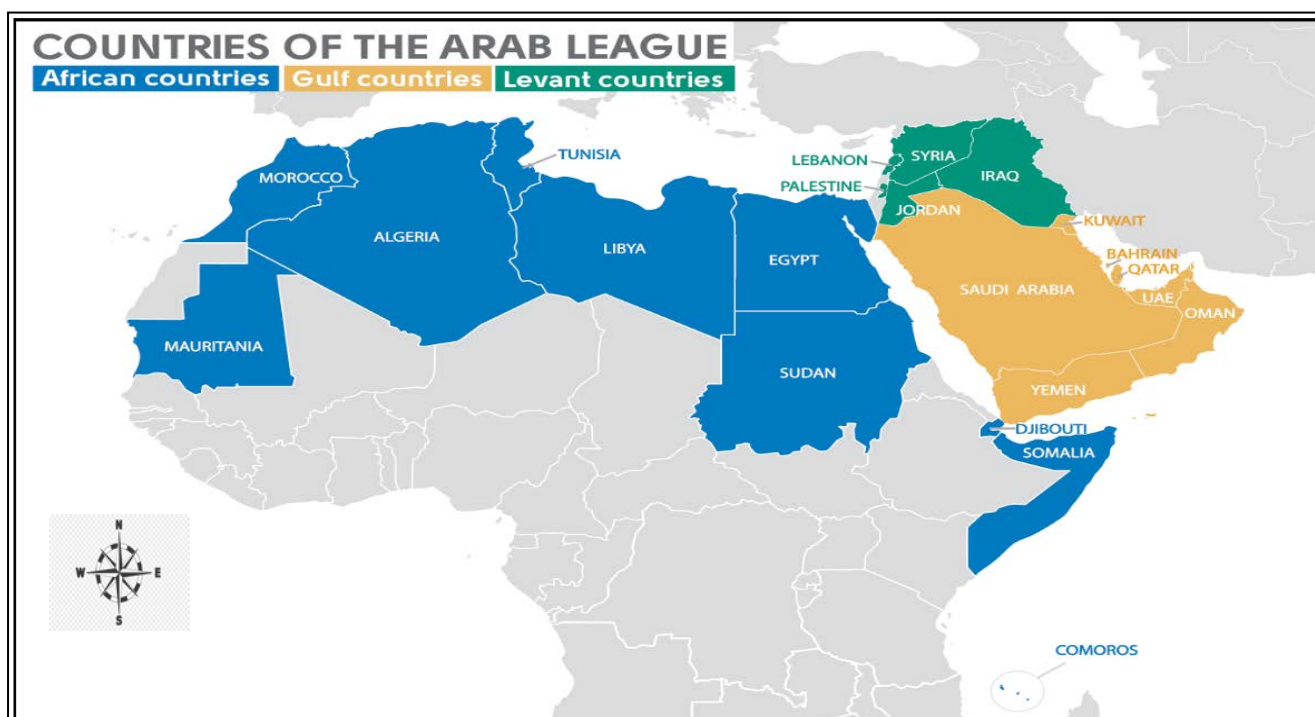 COUNTRIES OF THE ARAB LEAGUE
African countries Gulf countries Levant countries
TUNISIA
MOROCCO
ALGERIA
LIBYA
EGYPT
MAURITANIA
SUDAN
LEBANON
SYRIA
IRAQ
PALESTINE
JORDAN
KUWAIT
BAHRAIN
QATAR
SAUDI ARABIA
UAE
OMAN
YEMEN
DJIBOUTI
SOMALIA
N
W E
S
COMOROS